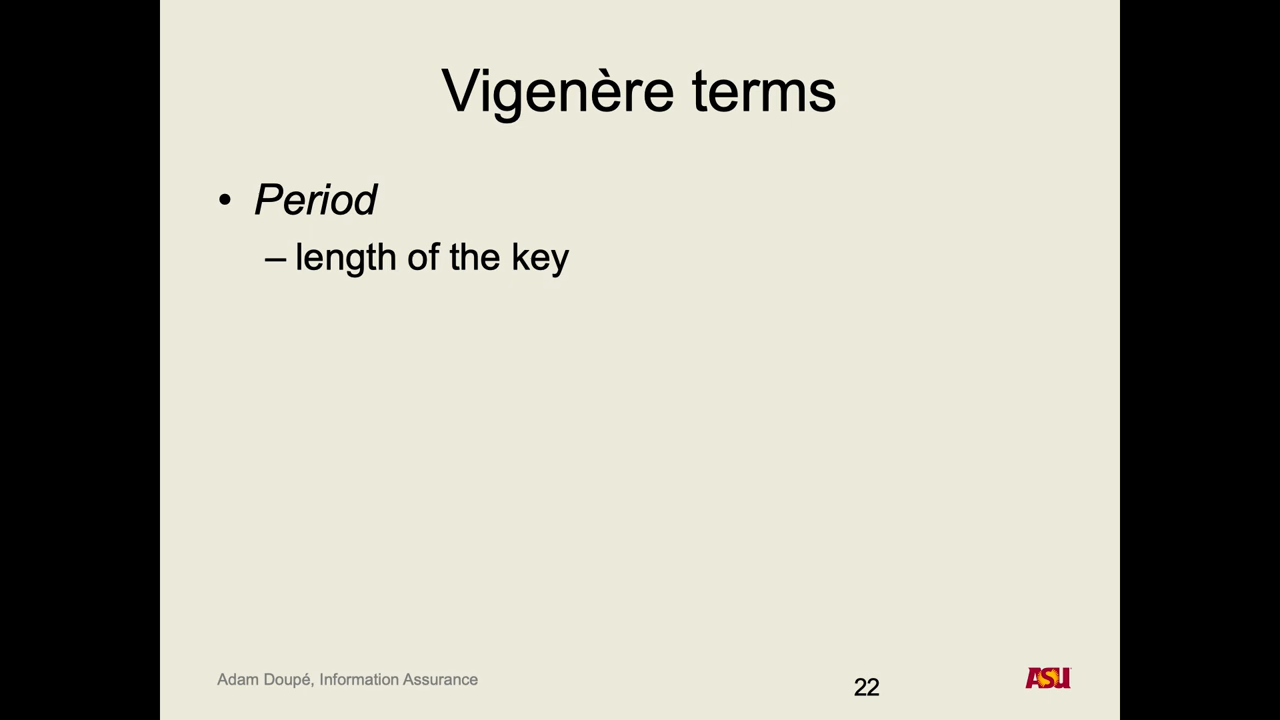 Vigenère terms
• Period
– length of the key
Adam Doupé, Information Assurance
22
ASU